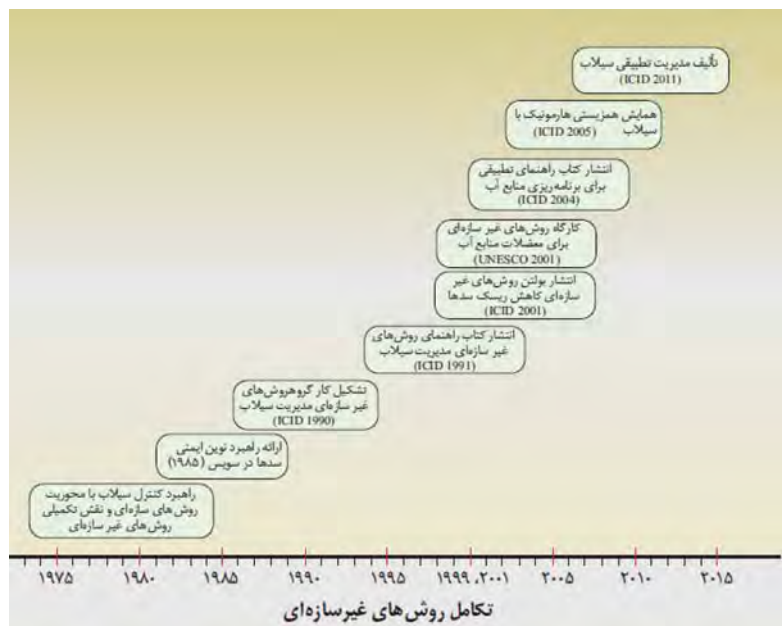 تألیف مدیریت تطبیقی سیلاب
(ICID 2011)
همایش همزیستی هارمونیک با
سیلاب (ICID 2005)
انتشار کتاب راهنمای تطبیقی
برای برنامه‌ریزی منابع آب
(ICID 2004)
کارگاه روش‌های غیر سازه‌ای
برای معضلات منابع آب
(UNESCO 2001)
انتشار بولتن روش‌های غیر
سازه‌ای کاهش ریسک سدها
(ICID 2001)
انتشار کتاب راهنمای روش‌های
غیر سازه‌ای مدیریت سیلاب
(ICID 1991)
تشکیل کار گروهروش‌های
غیر سازه‌ای مدیریت سیلاب
(ICID 1990)
ارائه راهبرد نوین ایمنی
سدها در سویس (۱۹۸۵)
راهبرد کنترل سیلاب با محوریت
روش‌های سازه‌ای و نقش تکمیلی
روش‌های غیر سازه‌ای
۱۹۷۵ ۱۹۸۰ ۱۹۸۵ ۱۹۹۰ ۱۹۹۵ ۱۹۹۹،۲۰۰۱ ۲۰۰۵ ۲۰۱۰ ۲۰۱۵
تکامل روش‌های غیرسازه‌ای